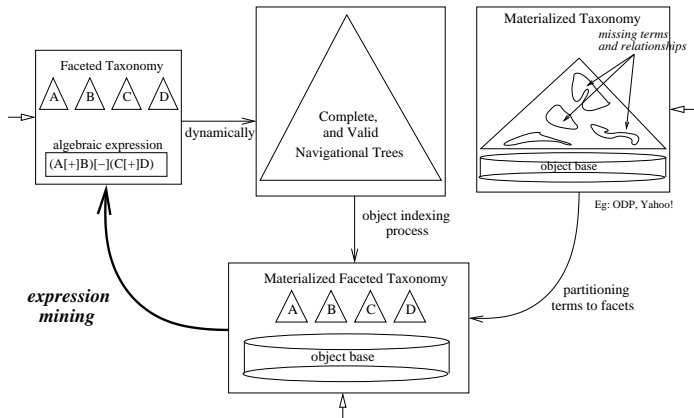 Faceted Taxonomy
A B C D
algebraic expression
(A[+]B)[−](C[+]D)
dynamically
Complete,
and Valid
Navigational Trees
Materialized Taxonomy
missing terms
and relationships
object base
Eg: ODP, Yahoo!
object indexing
process
partitioning
terms to facets
expression
mining
Materialized Faceted Taxonomy
A B C D
object base